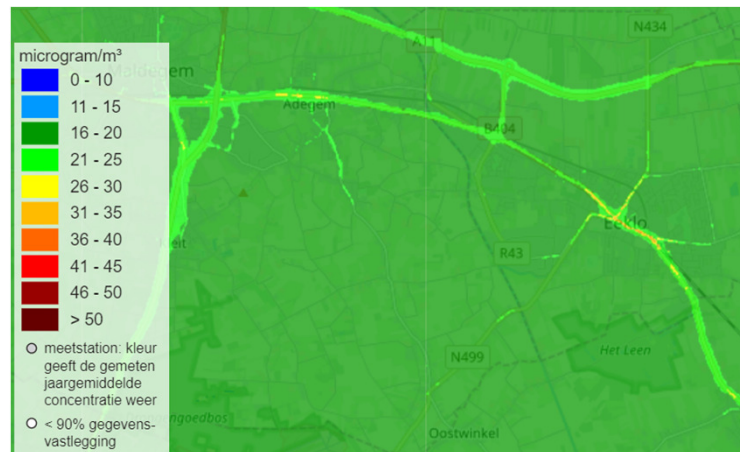 microgram/m³
0 - 10
11 - 15
16 - 20
21 - 25
26 - 30
31 - 35
36 - 40
41 - 45
46 - 50
> 50
meetstation: kleur
geeft de gemeten
jaargemiddelde
concentratie weer
< 90% gegevens-
vastlegging
Maldegem
Adegem
N434
B404
Eeklo
R43
N499
Het Leen
Oostwinkel